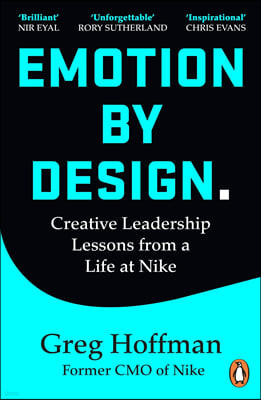 ‘Brilliant’ ‘Unforgettable’ ‘Inspirational’
NIR EYAL RORY SUTHERLAND CHRIS EVANS
EMOTION
BY
DESIGN.
Creative Leadership
Lessons from a
Life at Nike
Greg Hoffman
Former CMO of Nike